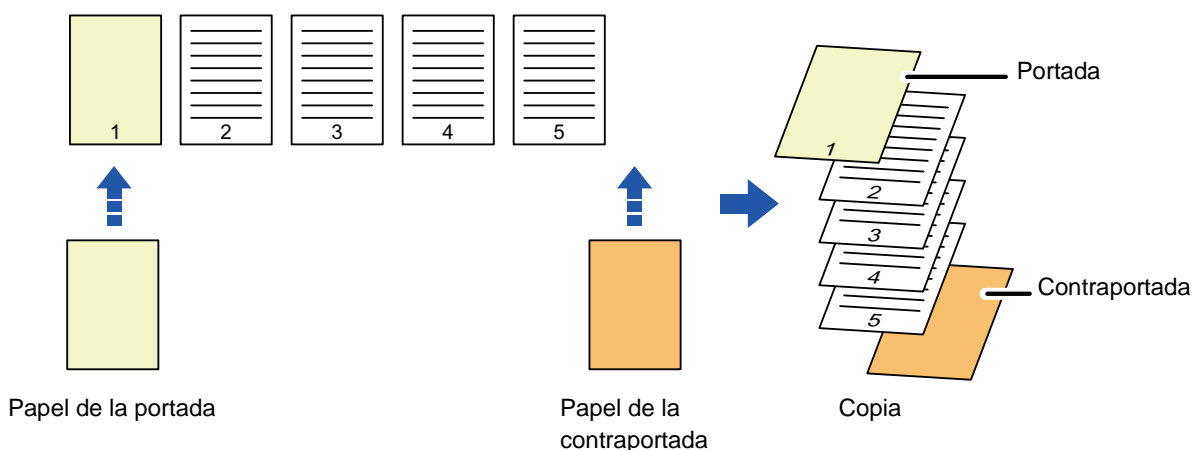 1
2
3
4
5
Portada
1
2
3
4
5
Contraportada
Papel de la portada
Papel de la
contraportada
Copia